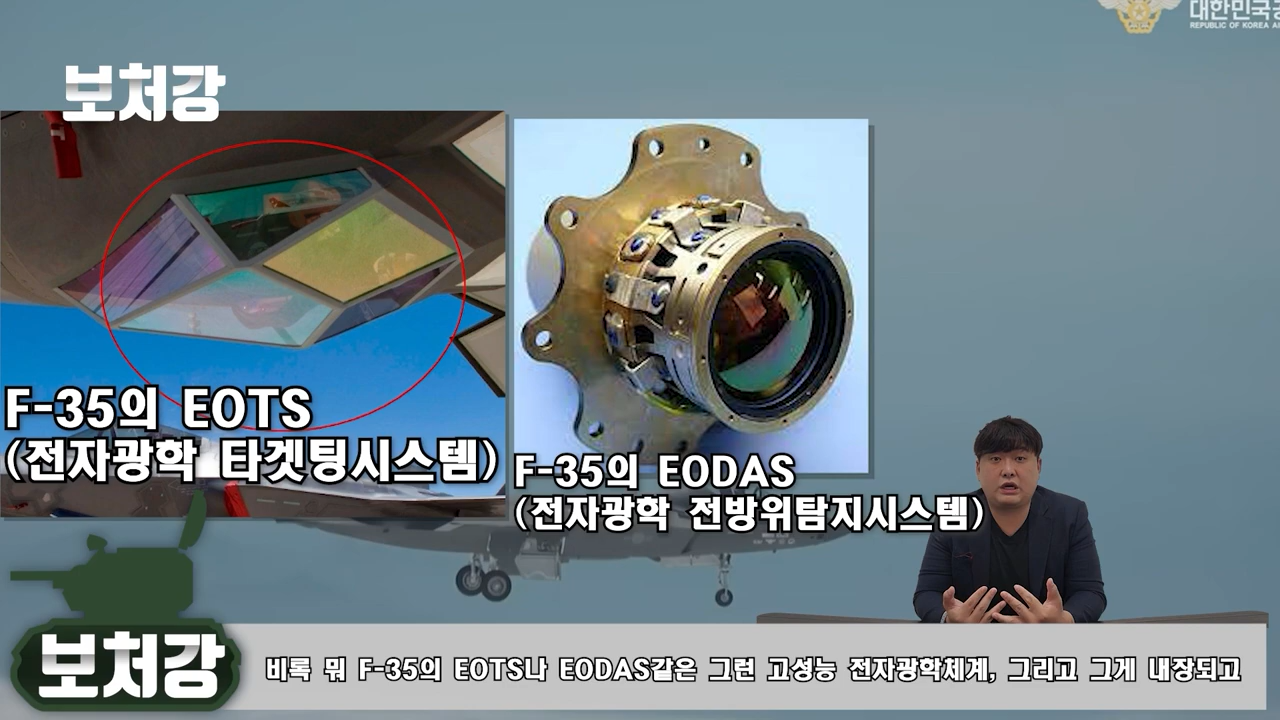 대한민국공
REPUBLIC OF KOREA AI
보처강
F-35의 EOTS
(전자광학 타겟팅시스템)
F-35의 EODAS
(전자광학 전방위탐지시스템)
보처강
비록 뭐 F-35의 EOTS나 EODAS같은 그런 고성능 전자광학체계, 그리고 그게 내장되고